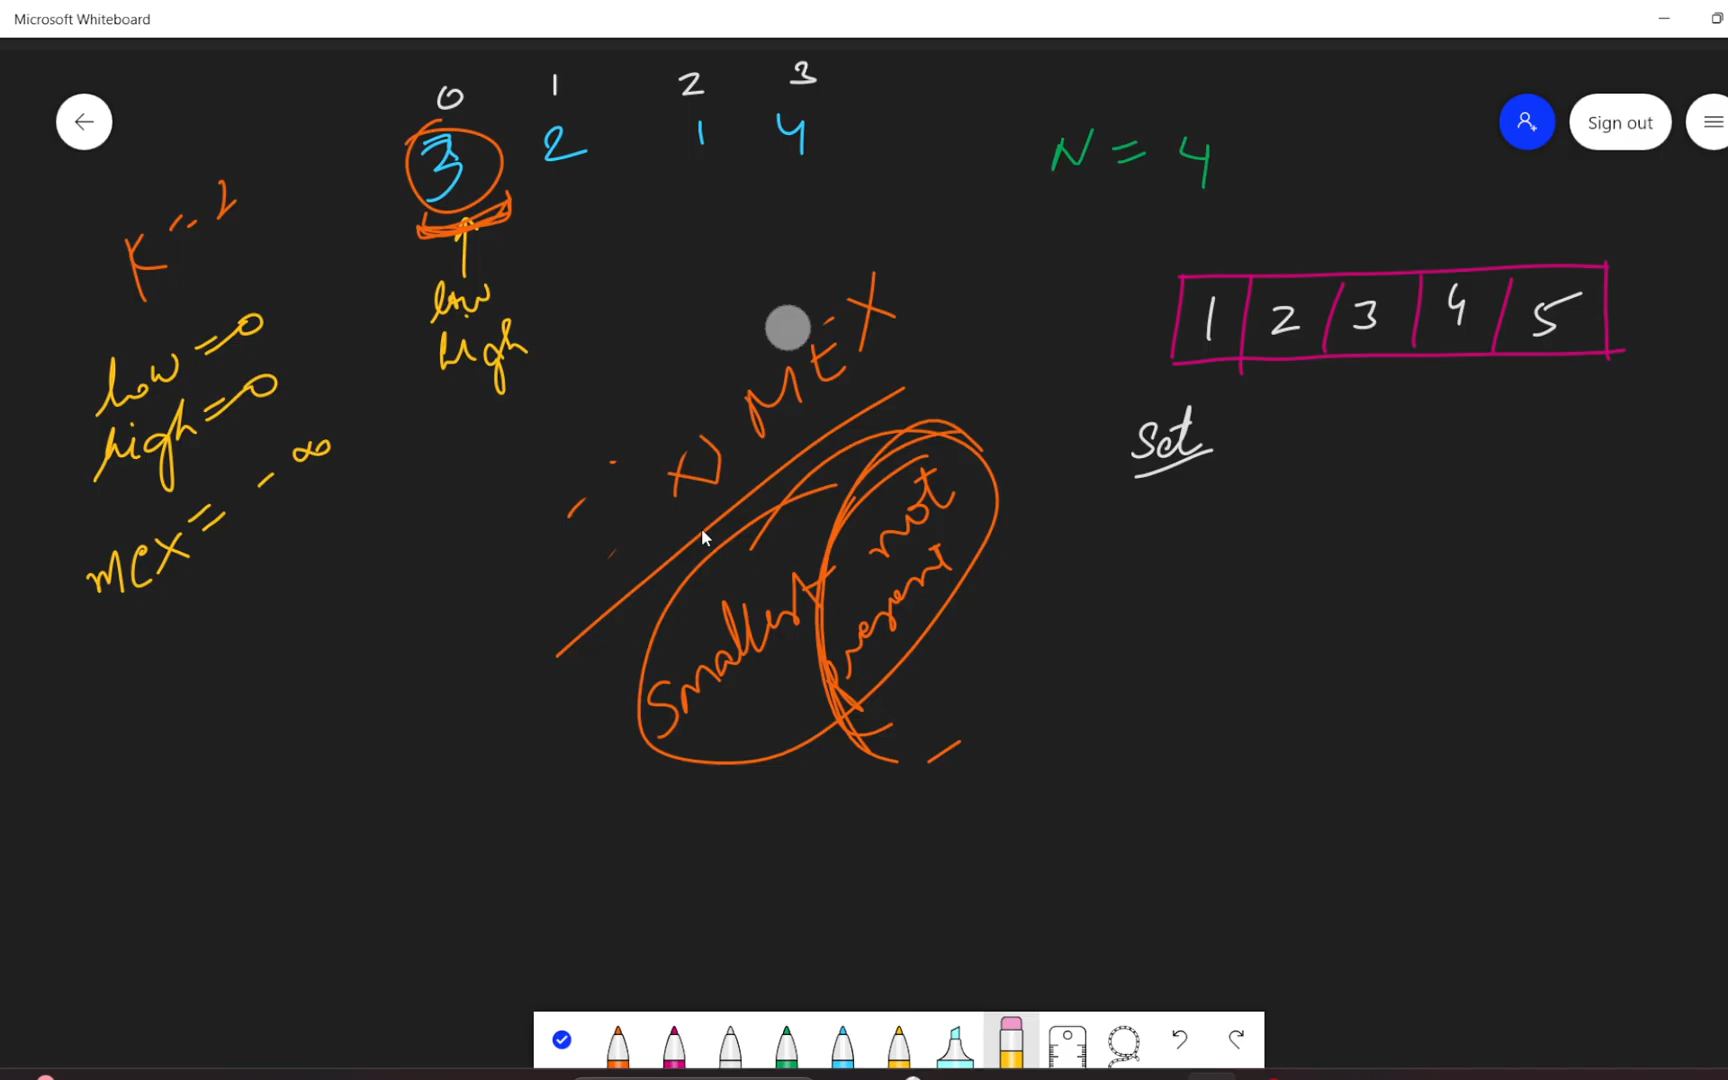 Microsoft Whiteboard
0 1 2 3
3 2 1 4
N = 4
Sign out
K = 2
low
high
low = 0
high = 0
mex = - ∞
MEX
1 2 3 4 5
Set
Smallest
not
present